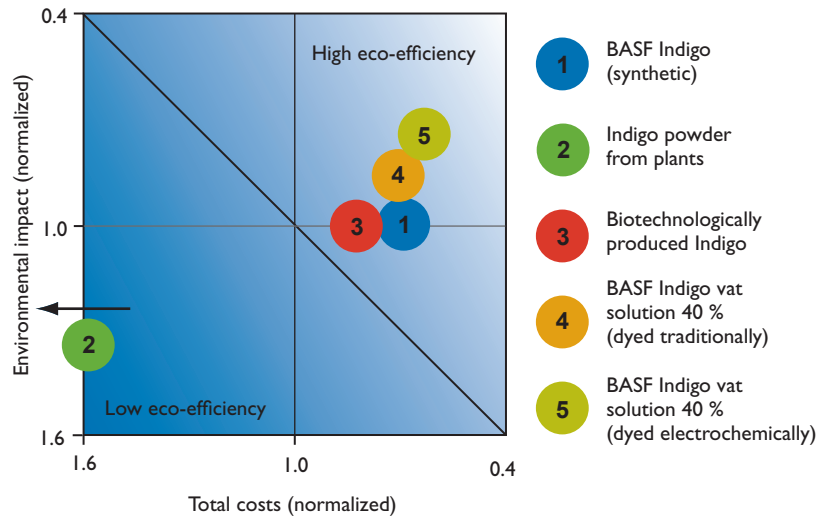 0.4
High eco-efficiency
5
4
Environmental impact (normalized)
1.0
3
1
2
Low eco-efficiency
1.6
1.6
1.0
0.4
Total costs (normalized)
1
BASF Indigo
(synthetic)
2
Indigo powder
from plants
3
Biotechnologically
produced Indigo
4
BASF Indigo vat
solution 40 %
(dyed traditionally)
5
BASF Indigo vat
solution 40 %
(dyed electrochemically)